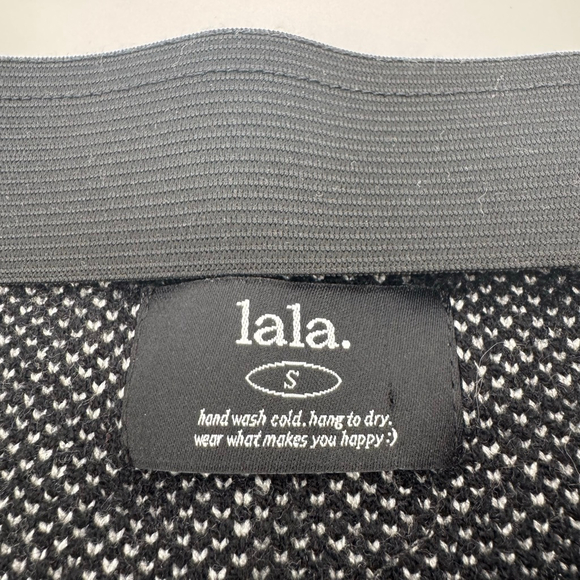 lala.
S
hand wash cold. hang to dry.
wear what makes you happy :)